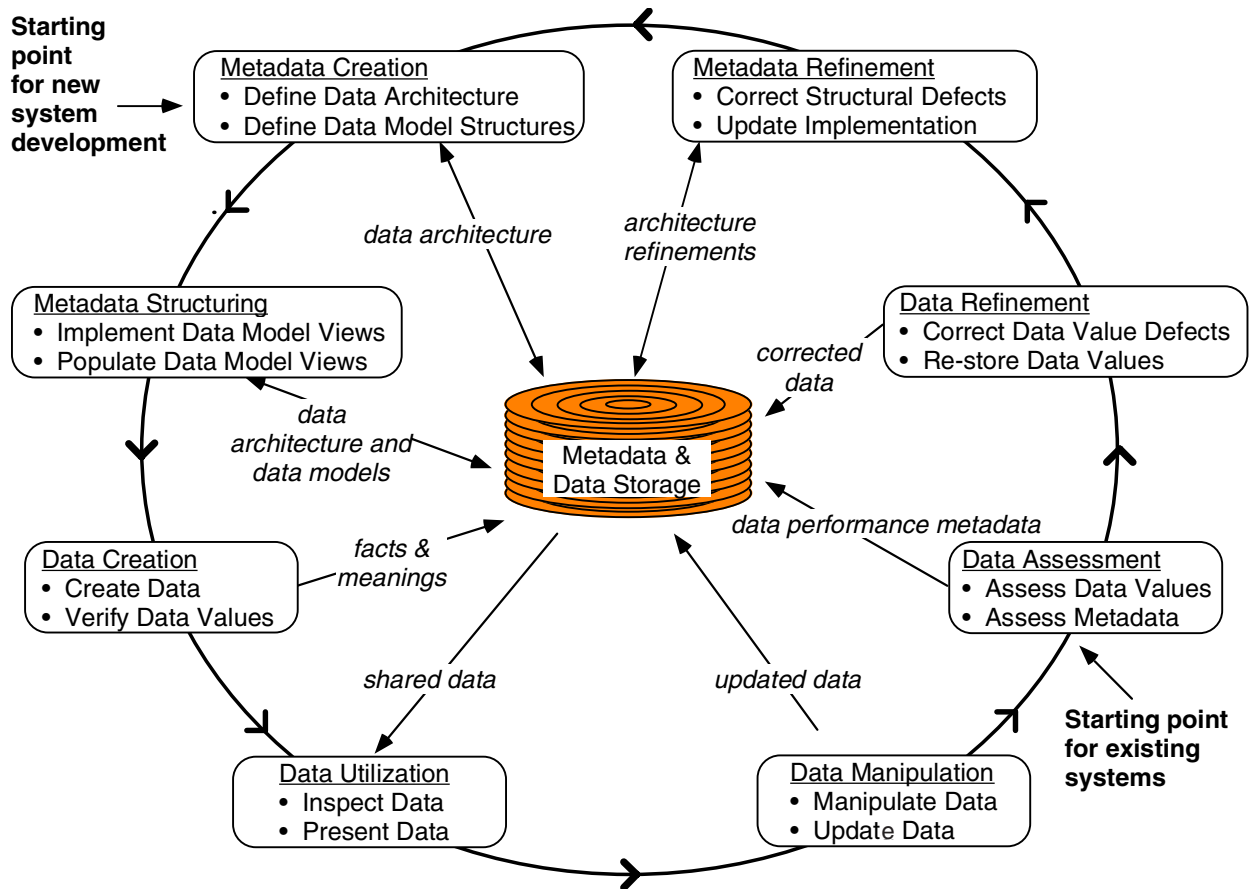 Starting
point
for new
system
development
Metadata Creation
• Define Data Architecture
• Define Data Model Structures
Metadata Refinement
• Correct Structural Defects
• Update Implementation
data architecture
architecture
refinements
Metadata Structuring
• Implement Data Model Views
• Populate Data Model Views
Data Refinement
• Correct Data Value Defects
• Re-store Data Values
corrected
data
data
architecture and
data models
Metadata &
Data Storage
data performance metadata
Data Creation
• Create Data
• Verify Data Values
facts &
meanings
Data Assessment
• Assess Data Values
• Assess Metadata
shared data
updated data
Starting point
for existing
systems
Data Utilization
• Inspect Data
• Present Data
Data Manipulation
• Manipulate Data
• Update Data